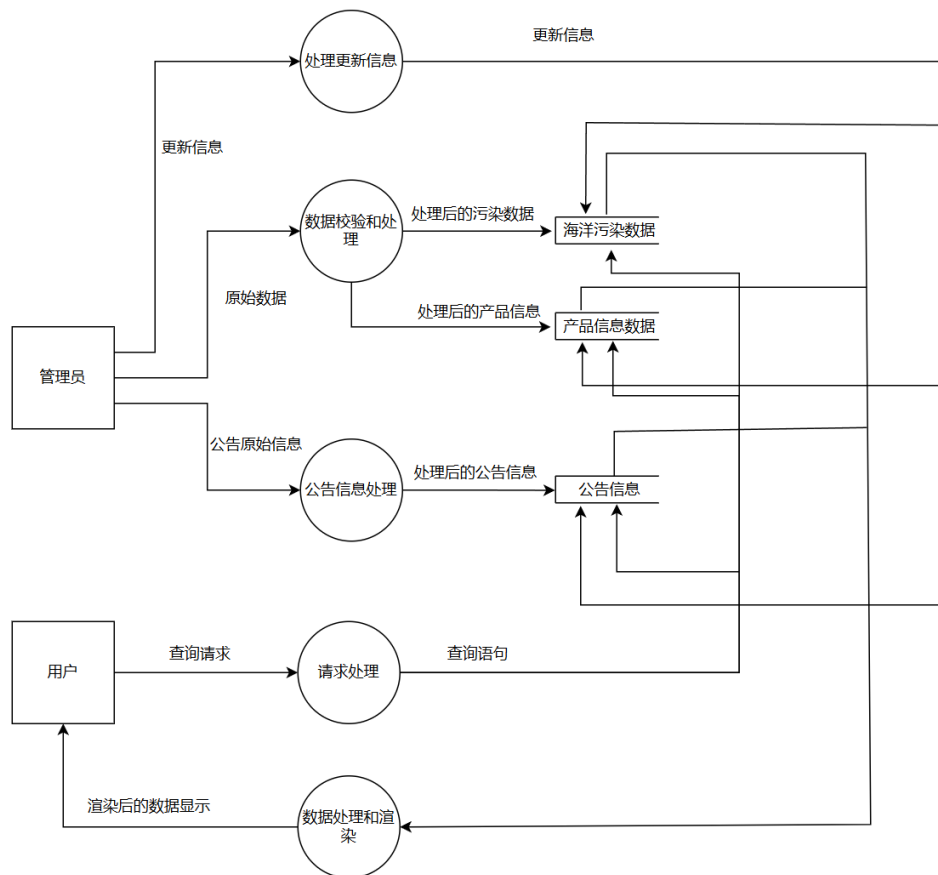 更新信息
处理更新信息
更新信息
数据校验和处
理
处理后的污染数据
海洋污染数据
原始数据
处理后的产品信息
产品信息数据
管理员
公告原始信息
处理后的公告信息
公告信息处理
公告信息
查询请求
查询语句
用户
请求处理
渲染后的数据显示
数据处理和渲
染